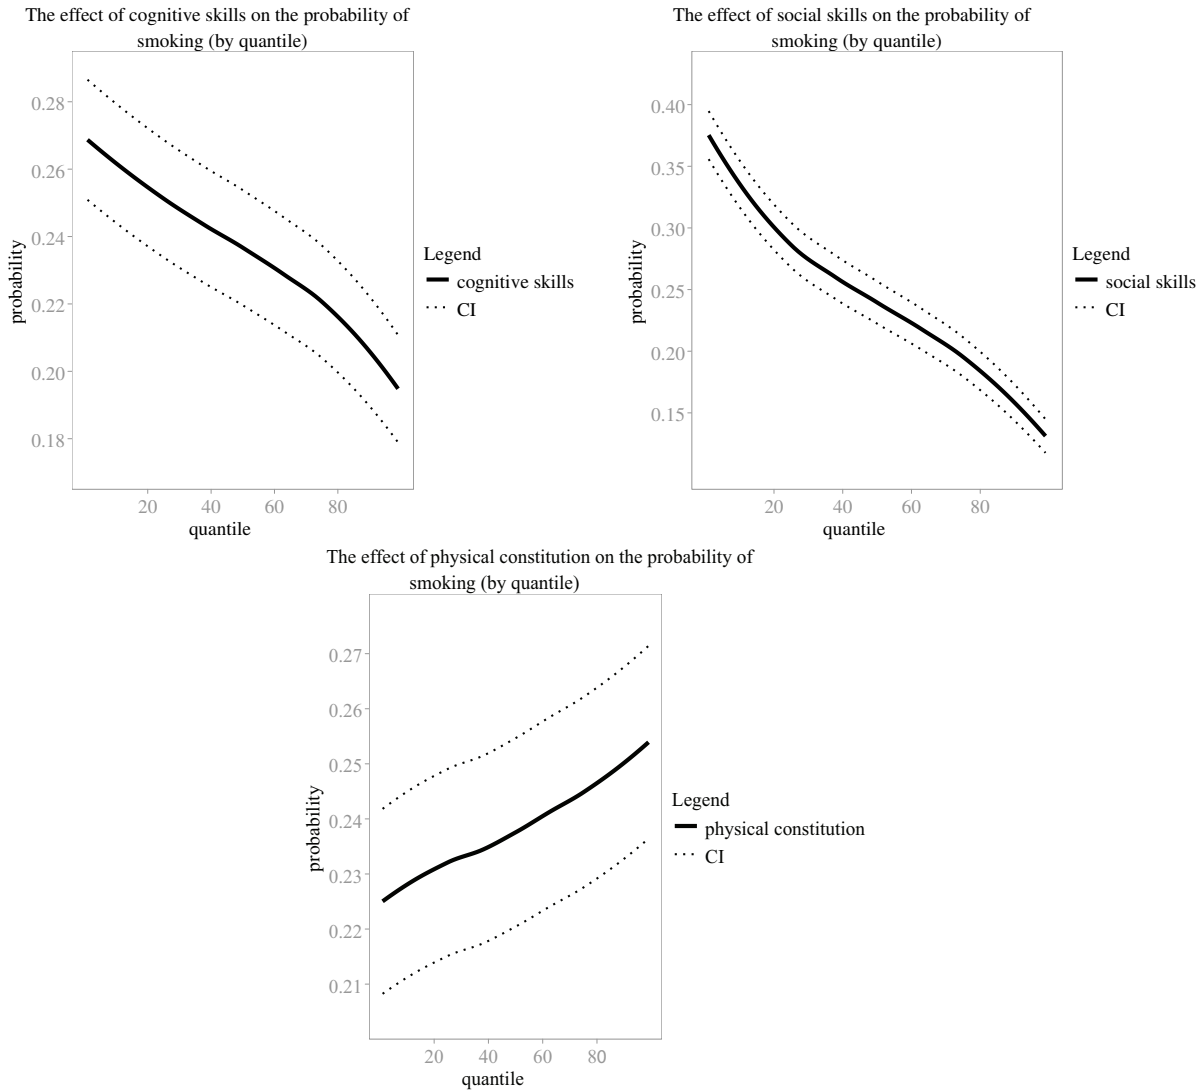 The effect of cognitive skills on the probability of
smoking (by quantile)
0.28
0.26
0.24
0.22
0.20
0.18
probability
20 40 60 80
quantile
Legend
cognitive skills
CI
The effect of social skills on the probability of
smoking (by quantile)
0.40
0.35
0.30
0.25
0.20
0.15
probability
20 40 60 80
quantile
Legend
social skills
CI
The effect of physical constitution on the probability of
smoking (by quantile)
0.27
0.26
0.25
0.24
0.23
0.22
0.21
probability
20 40 60 80
quantile
Legend
physical constitution
CI